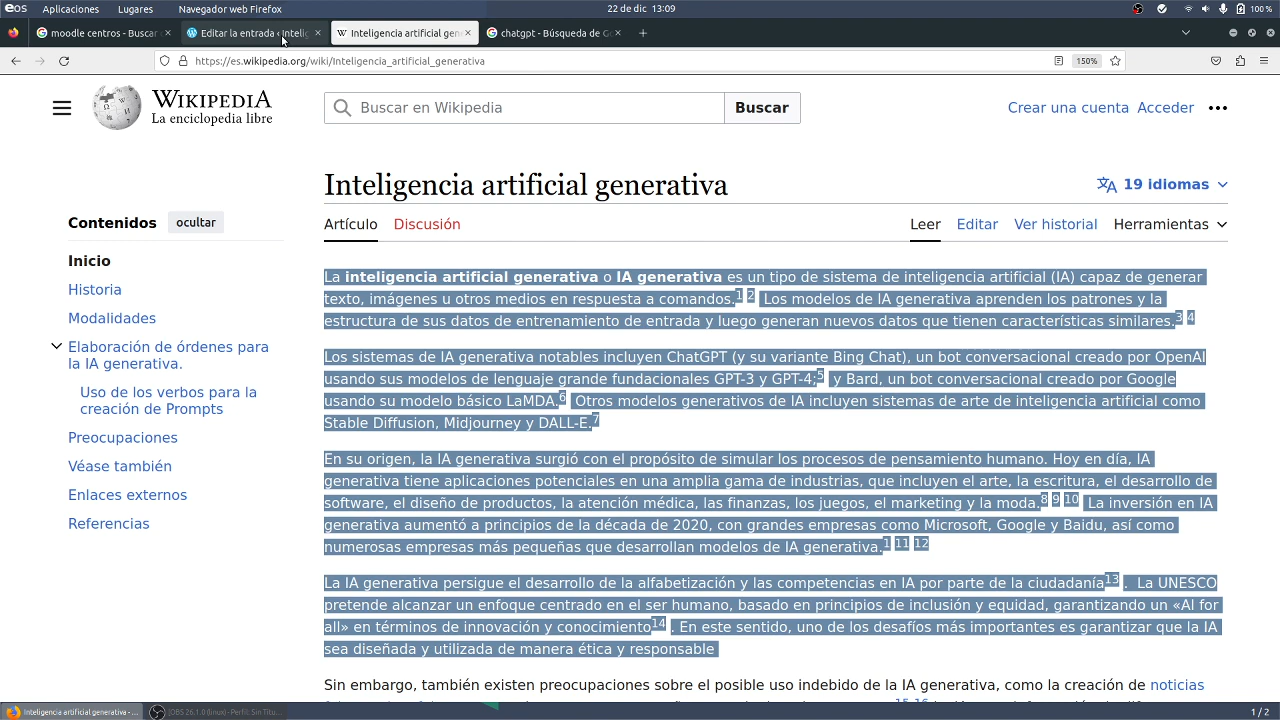 eos Aplicaciones Lugares Navegador web Firefox 22 de dic 13:09 100 %
moodle centros - Buscar Editar la entrada «Intelig Inteligencia artificial gen chatgpt - Búsqueda de Go
https://es.wikipedia.org/wiki/Inteligencia_artificial_generativa 150%
WIKIPEDIA
La enciclopedia libre
Buscar en Wikipedia Buscar
Crear una cuenta Acceder
Inteligencia artificial generativa
19 idiomas
Contenidos ocultar
Artículo Discusión Leer Editar Ver historial Herramientas
Inicio
Historia
Modalidades
Elaboración de órdenes para
la IA generativa.
Uso de los verbos para la
creación de Prompts
Preocupaciones
Véase también
Enlaces externos
Referencias
La inteligencia artificial generativa o IA generativa es un tipo de sistema de inteligencia artificial (IA) capaz de generar
texto, imágenes u otros medios en respuesta a comandos.1 2 Los modelos de IA generativa aprenden los patrones y la
estructura de sus datos de entrenamiento de entrada y luego generan nuevos datos que tienen características similares.3 4
Los sistemas de IA generativa notables incluyen ChatGPT (y su variante Bing Chat), un bot conversacional creado por OpenAI
usando sus modelos de lenguaje grande fundacionales GPT-3 y GPT-4;5 y Bard, un bot conversacional creado por Google
usando su modelo básico LaMDA.6 Otros modelos generativos de IA incluyen sistemas de arte de inteligencia artificial como
Stable Diffusion, Midjourney y DALL-E.7
En su origen, la IA generativa surgió con el propósito de simular los procesos de pensamiento humano. Hoy en día, IA
generativa tiene aplicaciones potenciales en una amplia gama de industrias, que incluyen el arte, la escritura, el desarrollo de
software, el diseño de productos, la atención médica, las finanzas, los juegos, el marketing y la moda.8 9 10 La inversión en IA
generativa aumentó a principios de la década de 2020, con grandes empresas como Microsoft, Google y Baidu, así como
numerosas empresas más pequeñas que desarrollan modelos de IA generativa.1 11 12
La IA generativa persigue el desarrollo de la alfabetización y las competencias en IA por parte de la ciudadanía13 . La UNESCO
pretende alcanzar un enfoque centrado en el ser humano, basado en principios de inclusión y equidad, garantizando un «AI for
all» en términos de innovación y conocimiento14 . En este sentido, uno de los desafíos más importantes es garantizar que la IA
sea diseñada y utilizada de manera ética y responsable
Sin embargo, también existen preocupaciones sobre el posible uso indebido de la IA generativa, como la creación de noticias
Inteligencia artificial generativa - ... [OBS 26.1.0 (linux) - Perfil: Sin Títu... 1 / 2